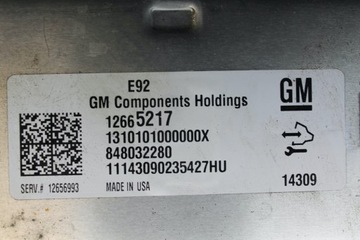 E92
GM Components Holdings
GM
12665217
1310101000000X
848032280
11143090235427HU
SERV.# 12656993
MADE IN USA
14309